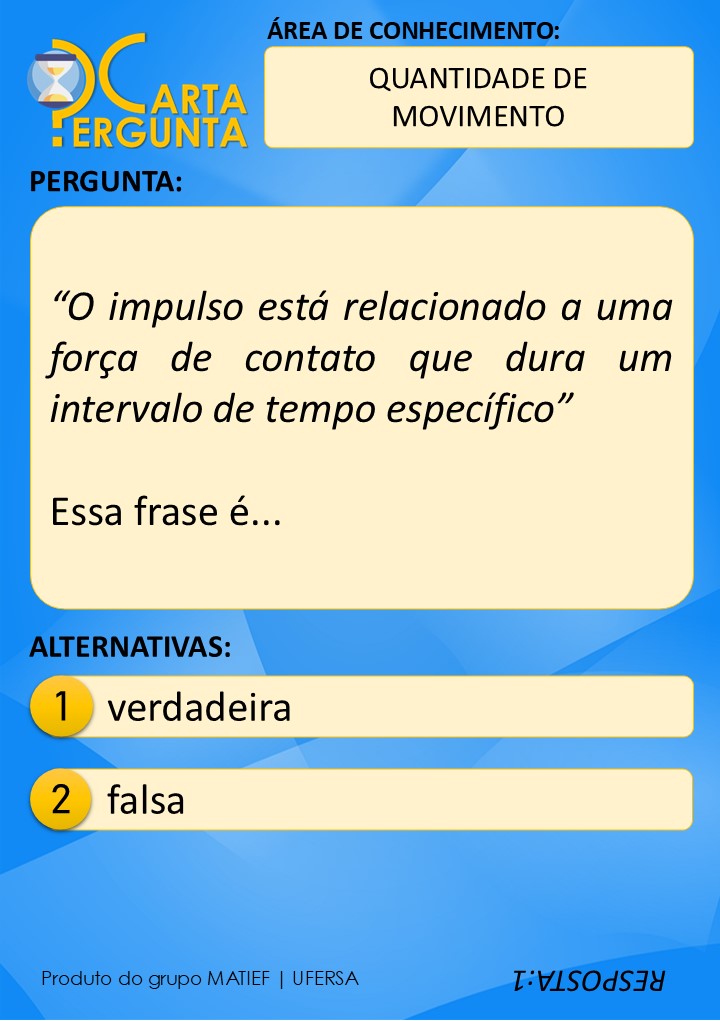 ÁREA DE CONHECIMENTO:
CARTA
PERGUNTA
QUANTIDADE DE
MOVIMENTO
PERGUNTA:
“O impulso está relacionado a uma
força de contato que dura um
intervalo de tempo específico”
Essa frase é...
ALTERNATIVAS:
1 verdadeira
2 falsa
Produto do grupo MATIEF | UFERSA
RESPOSTA:1